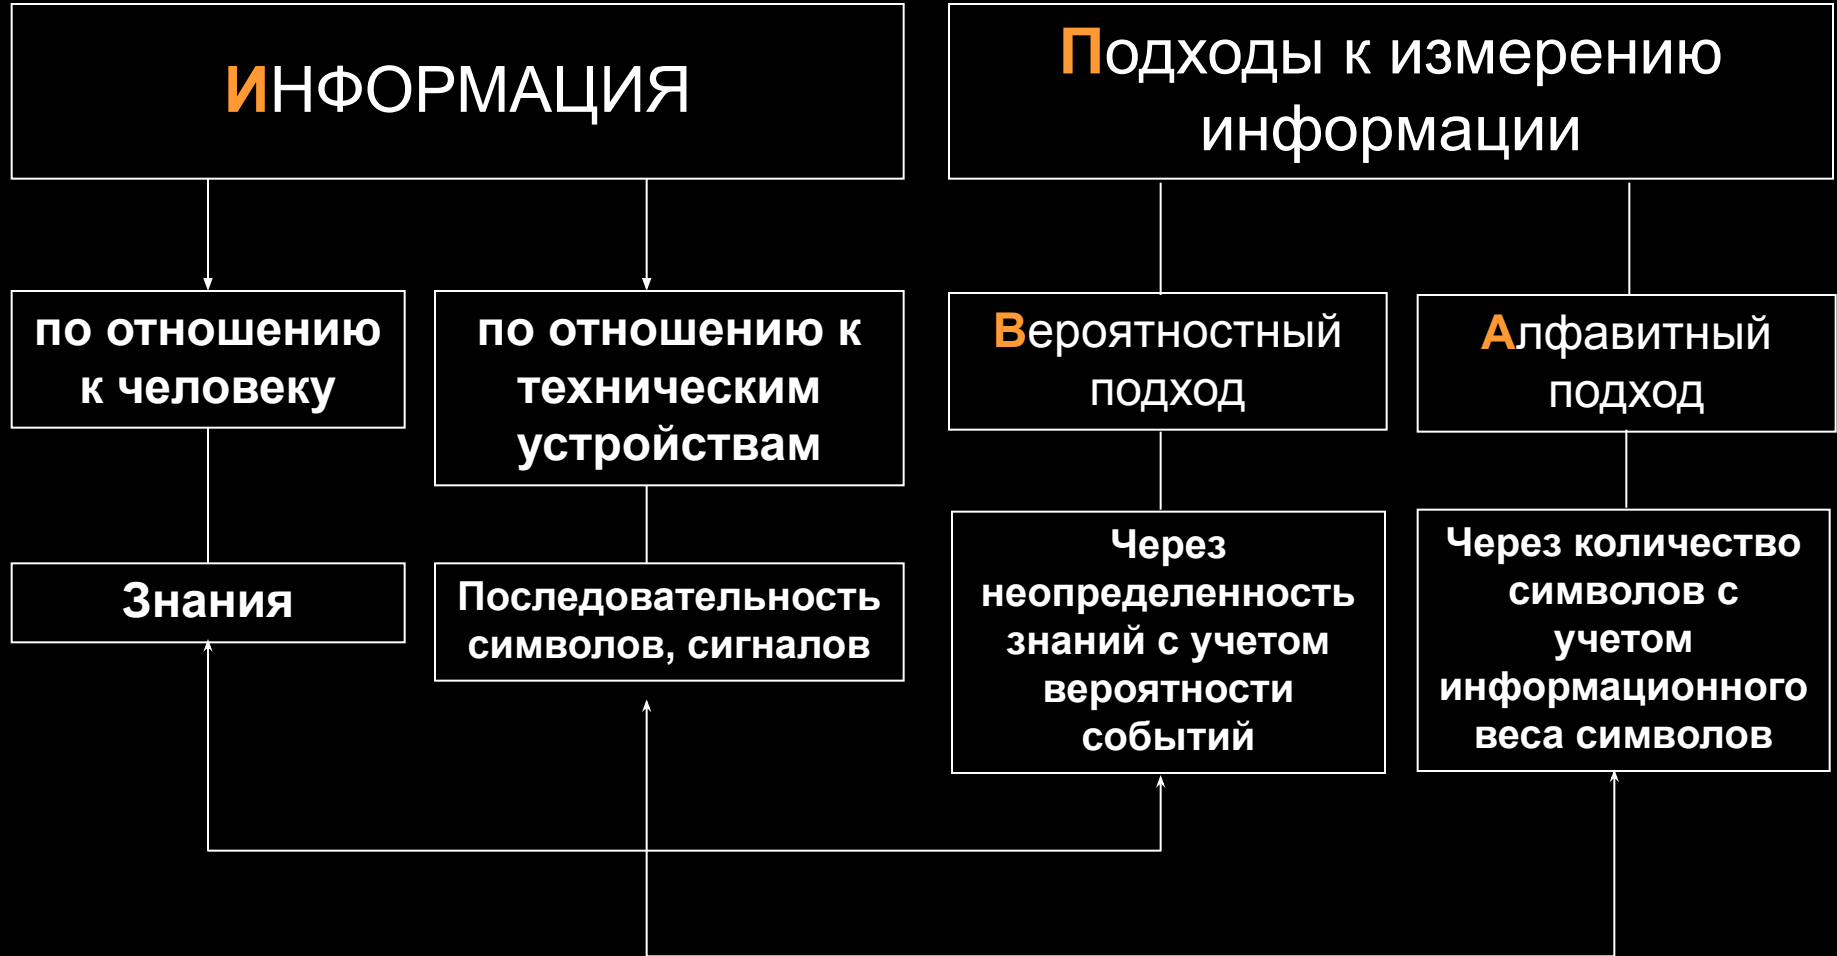 ИНФОРМАЦИЯ
Подходы к измерению
информации
по отношению
к человеку
по отношению к
техническим
устройствам
Вероятностный
подход
Алфавитный
подход
Знания
Последовательность
символов, сигналов
Через
неопределенность
знаний с учетом
вероятности
событий
Через количество
символов с
учетом
информационного
веса символов